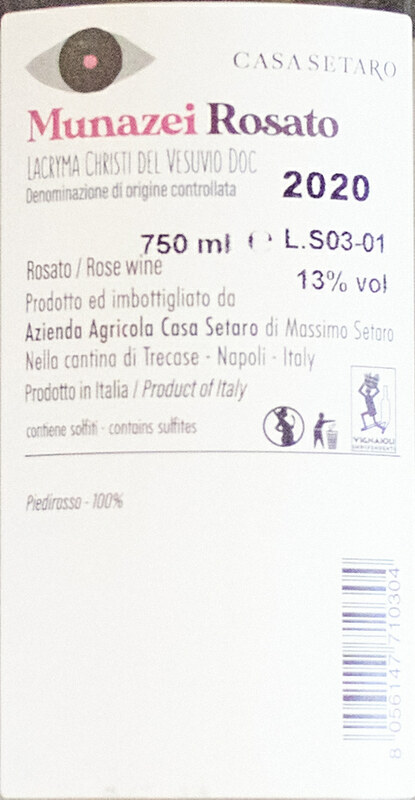 CASA SETARO
Munazei Rosato
LACRYMA CHRISTI DEL VESUVIO DOC
Denominazione di origine controllata
2020
750 ml e L.S03-01
Rosato / Rose wine
13% vol
Prodotto ed imbottigliato da
Azienda Agricola Casa Setaro di Massimo Setaro
Nella cantina di Trecase - Napoli - Italy
Prodotto in Italia / Product of Italy
contiene solfiti - contains sulfites
VIGNAIOLI
INDIPENDENTI
Piedirosso - 100%
8 056147 710304